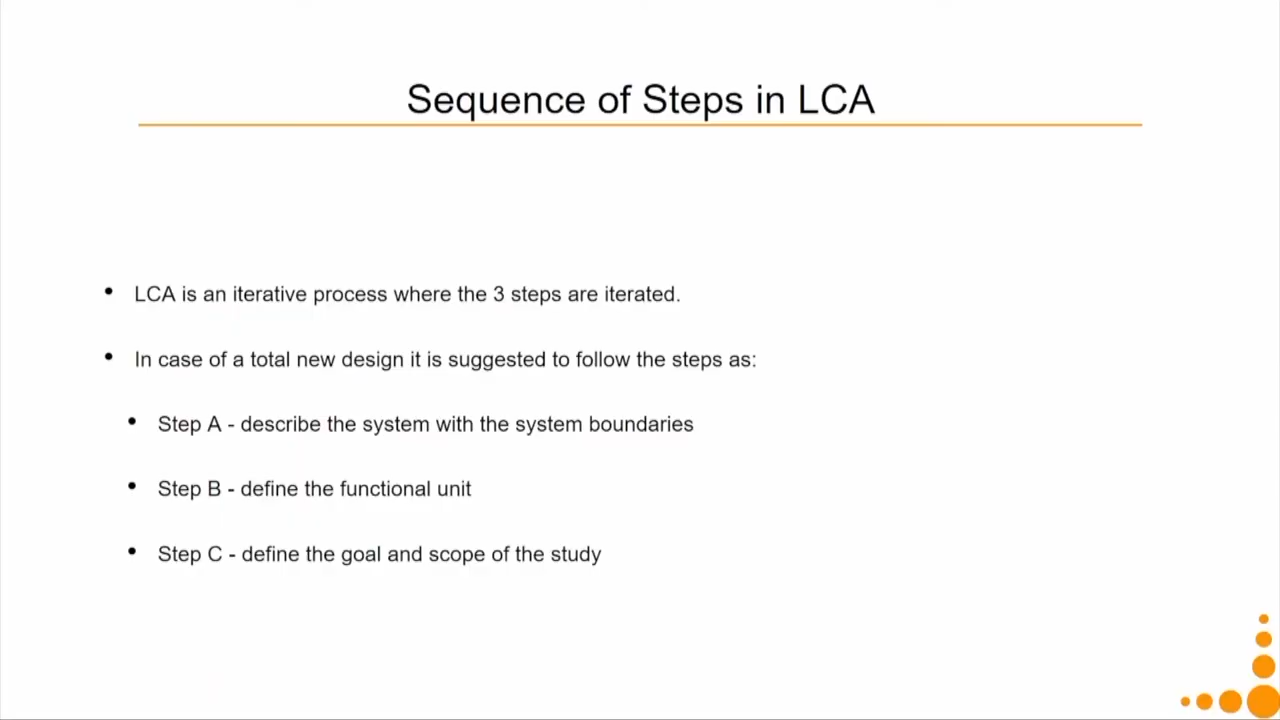 Sequence of Steps in LCA
• LCA is an iterative process where the 3 steps are iterated.
• In case of a total new design it is suggested to follow the steps as:
• Step A - describe the system with the system boundaries
• Step B - define the functional unit
• Step C - define the goal and scope of the study